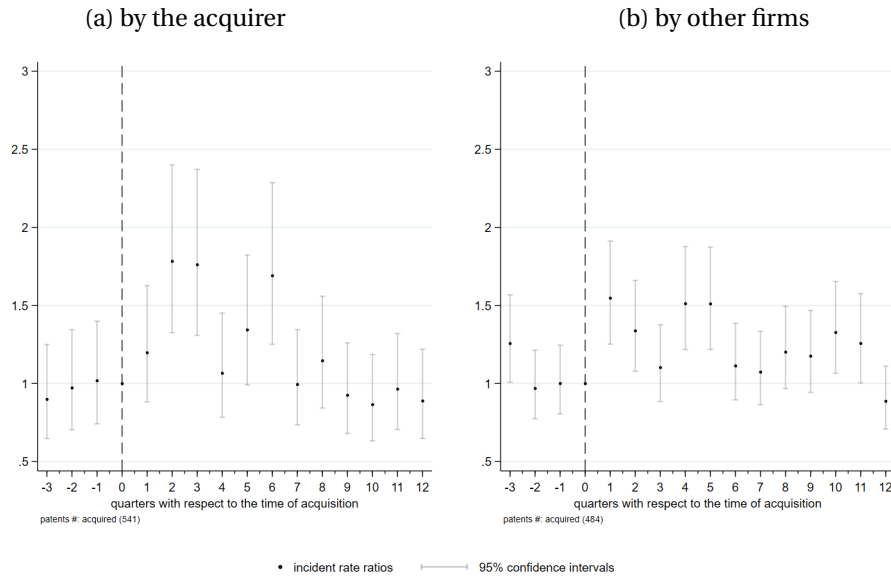 (a) by the acquirer
(b) by other firms
3
2.5
2
1.5
1
.5
-3 -2 -1 0 1 2 3 4 5 6 7 8 9 10 11 12
quarters with respect to the time of acquisition
patents #: acquired (541)
3
2.5
2
1.5
1
.5
-3 -2 -1 0 1 2 3 4 5 6 7 8 9 10 11 12
quarters with respect to the time of acquisition
patents #: acquired (484)
incident rate ratios
95% confidence intervals